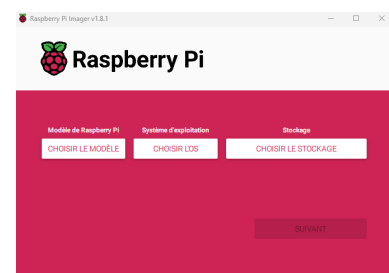 Raspberry Pi Imager v1.8.1
Raspberry Pi
Modèle de Raspberry Pi
Système d'exploitation
Stockage
CHOISIR LE MODÈLE
CHOISIR L'OS
CHOISIR LE STOCKAGE
SUIVANT